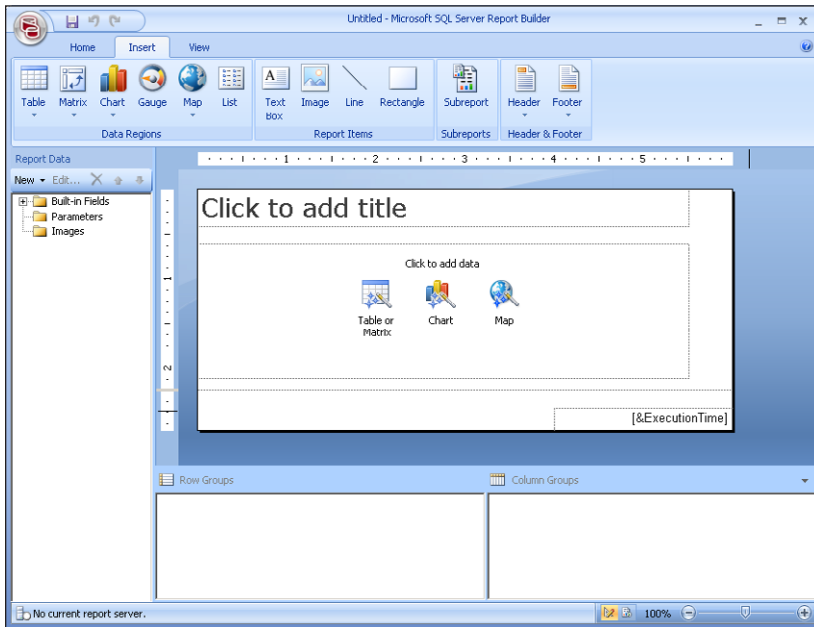 Untitled - Microsoft SQL Server Report Builder
Home Insert View
Table Matrix Chart Gauge Map List Text Box Image Line Rectangle Subreport Header Footer
Data Regions Report Items Subreports Header & Footer
Report Data
New Edit...
Built-in Fields
Parameters
Images
1 2 3 4 5
1
2
Click to add title
Click to add data
Table or Matrix Chart Map
[&ExecutionTime]
Row Groups Column Groups
No current report server. 100%